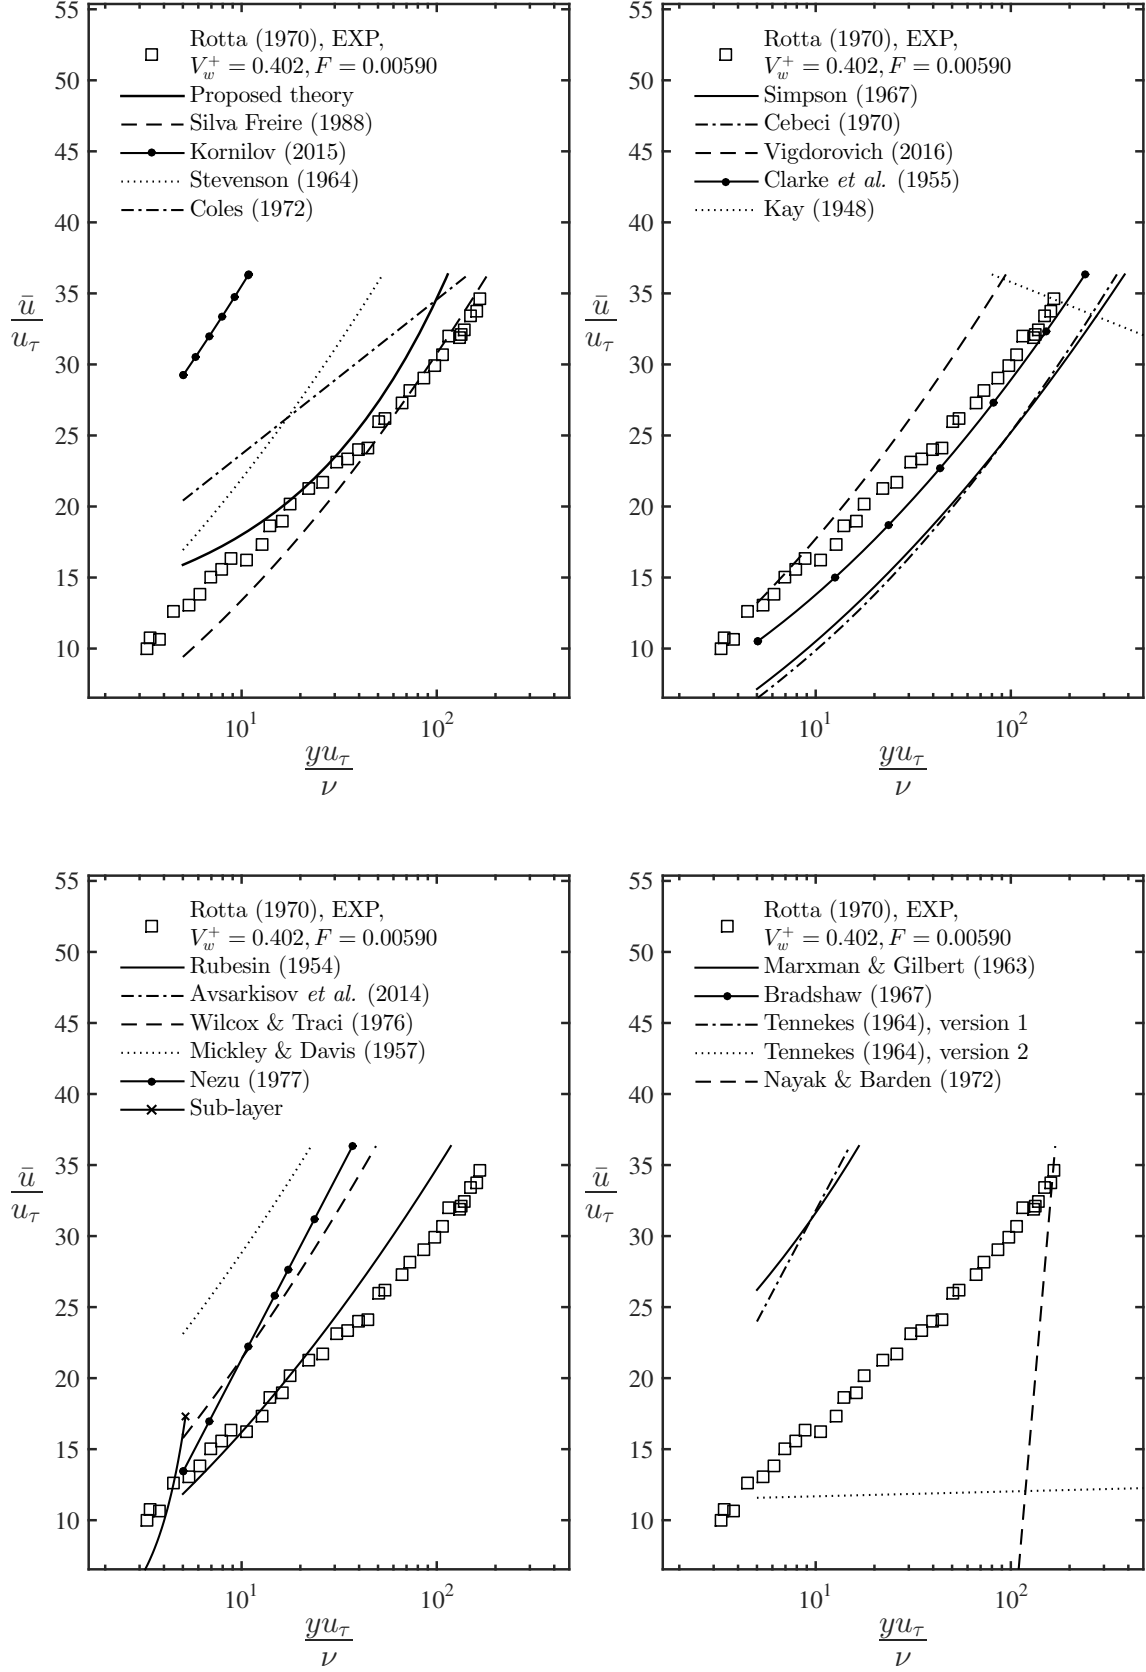 55
50
45
40
35
30
25
20
15
10
ū/u_τ
Rotta (1970), EXP,
V_w^+ = 0.402, F = 0.00590
Proposed theory
Silva Freire (1988)
Kornilov (2015)
Stevenson (1964)
Coles (1972)
10^1 10^2
yu_τ/ν
55
50
45
40
35
30
25
20
15
10
ū/u_τ
Rotta (1970), EXP,
V_w^+ = 0.402, F = 0.00590
Simpson (1967)
Cebeci (1970)
Vigdorovich (2016)
Clarke et al. (1955)
Kay (1948)
10^1 10^2
yu_τ/ν
55
50
45
40
35
30
25
20
15
10
ū/u_τ
Rotta (1970), EXP,
V_w^+ = 0.402, F = 0.00590
Rubesin (1954)
Avsarkisov et al. (2014)
Wilcox & Traci (1976)
Mickley & Davis (1957)
Nezu (1977)
Sub-layer
10^1 10^2
yu_τ/ν
55
50
45
40
35
30
25
20
15
10
ū/u_τ
Rotta (1970), EXP,
V_w^+ = 0.402, F = 0.00590
Marxman & Gilbert (1963)
Bradshaw (1967)
Tennekes (1964), version 1
Tennekes (1964), version 2
Nayak & Barden (1972)
10^1 10^2
yu_τ/ν